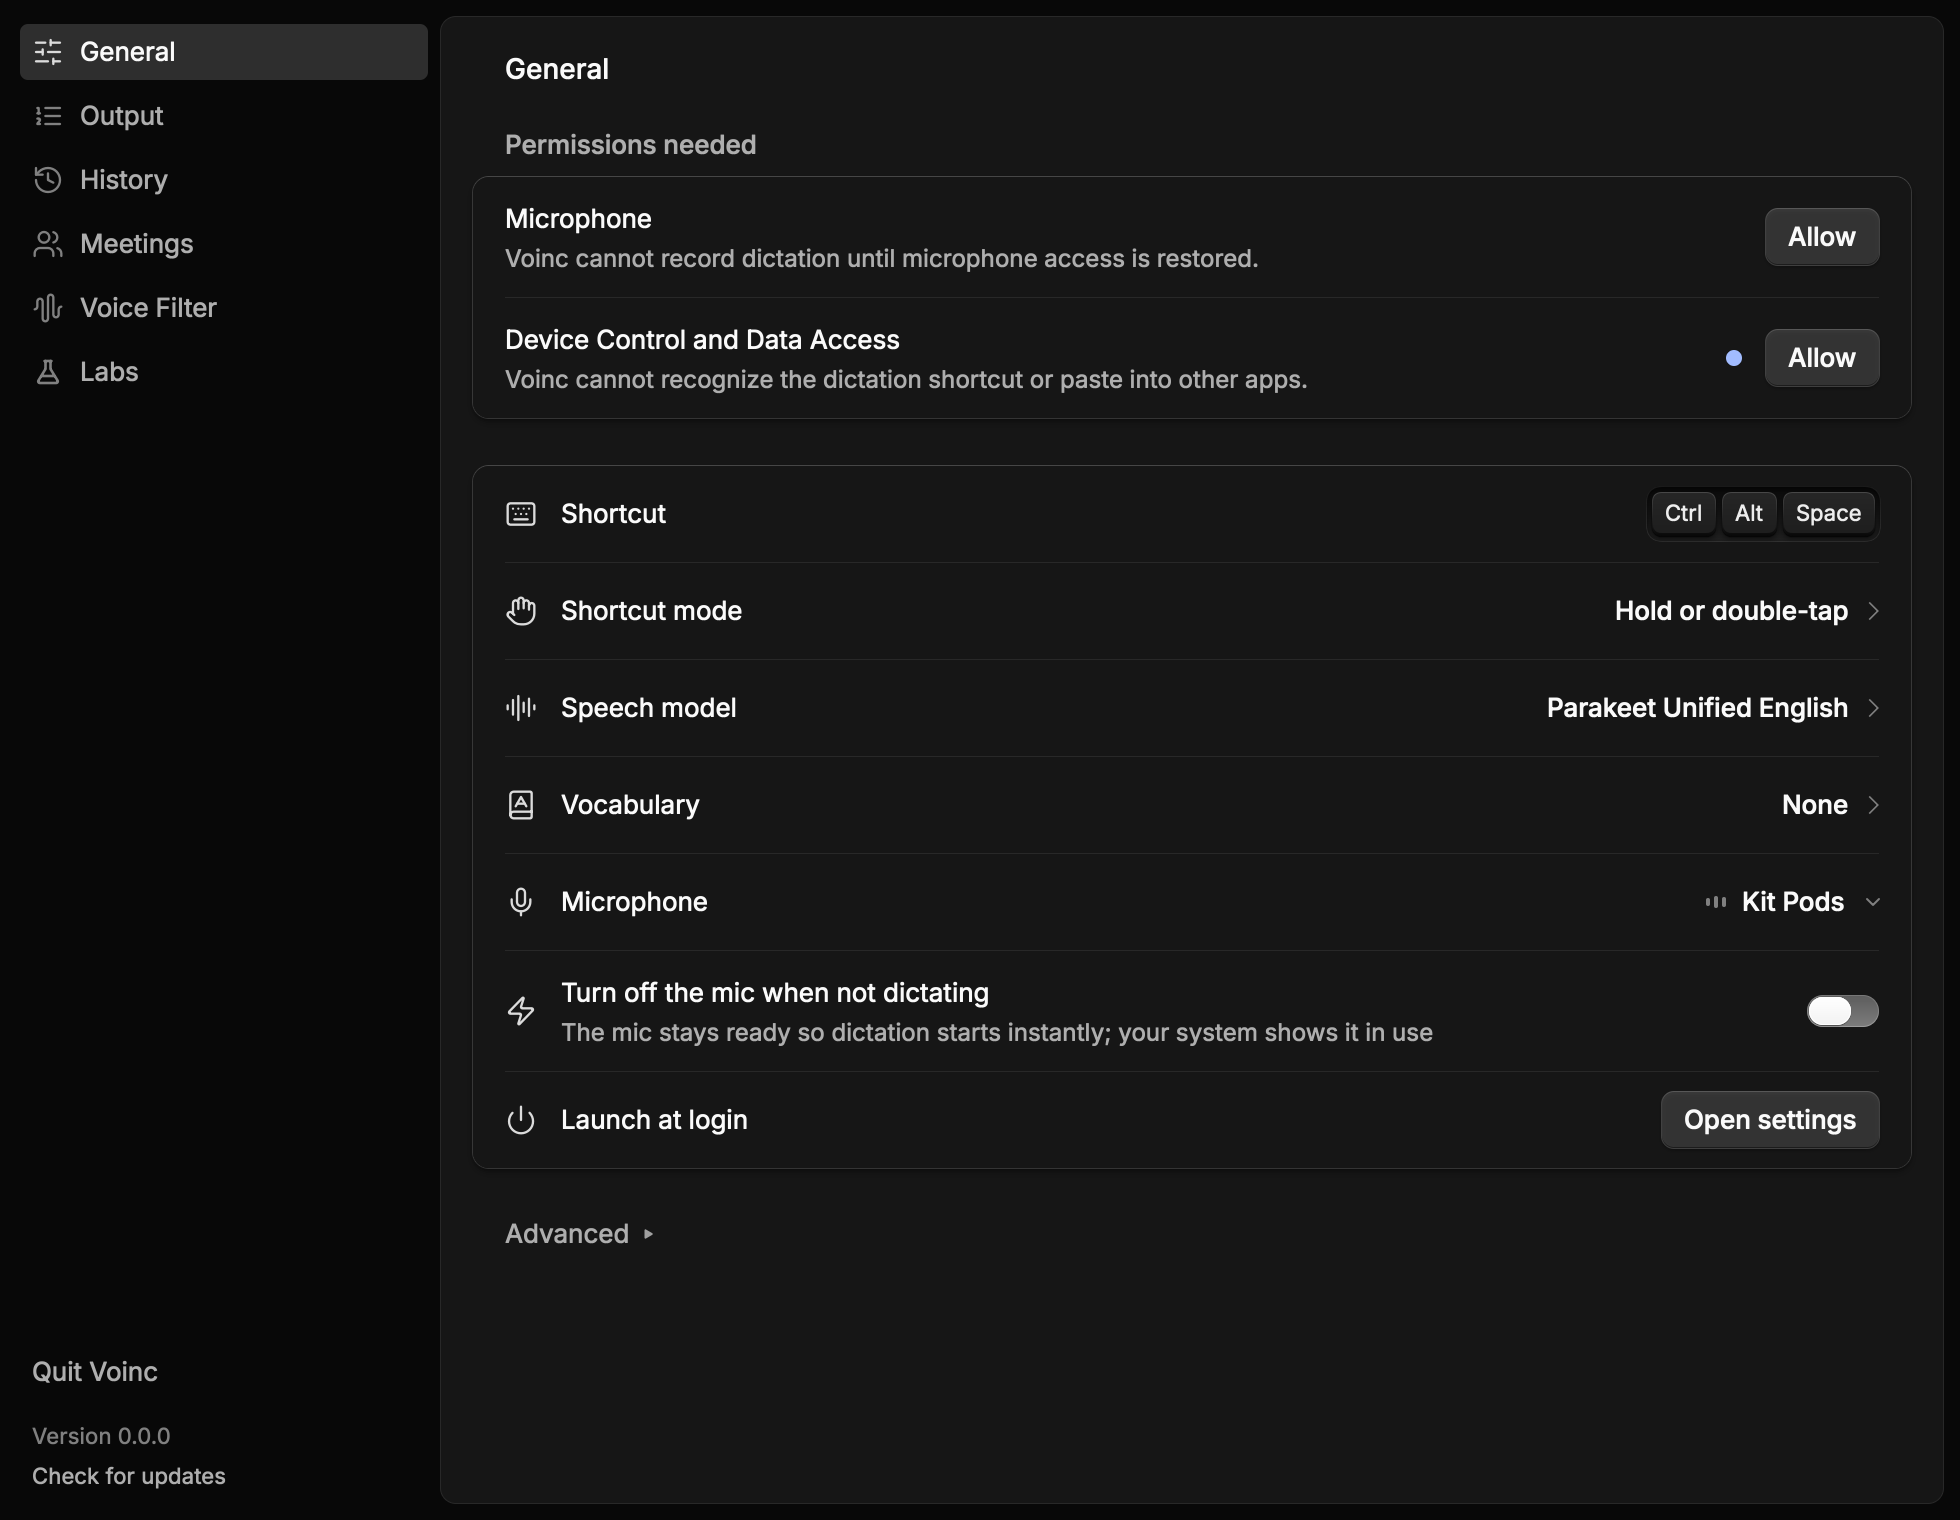 General
Output
History
Meetings
Voice Filter
Labs
Quit Voinc
Version 0.0.0
Check for updates
General
Permissions needed
Microphone
Voinc cannot record dictation until microphone access is restored.
Allow
Device Control and Data Access
Voinc cannot recognize the dictation shortcut or paste into other apps.
Allow
Shortcut
Ctrl Alt Space
Shortcut mode
Hold or double-tap
Speech model
Parakeet Unified English
Vocabulary
None
Microphone
Kit Pods
Turn off the mic when not dictating
The mic stays ready so dictation starts instantly; your system shows it in use
Launch at login
Open settings
Advanced